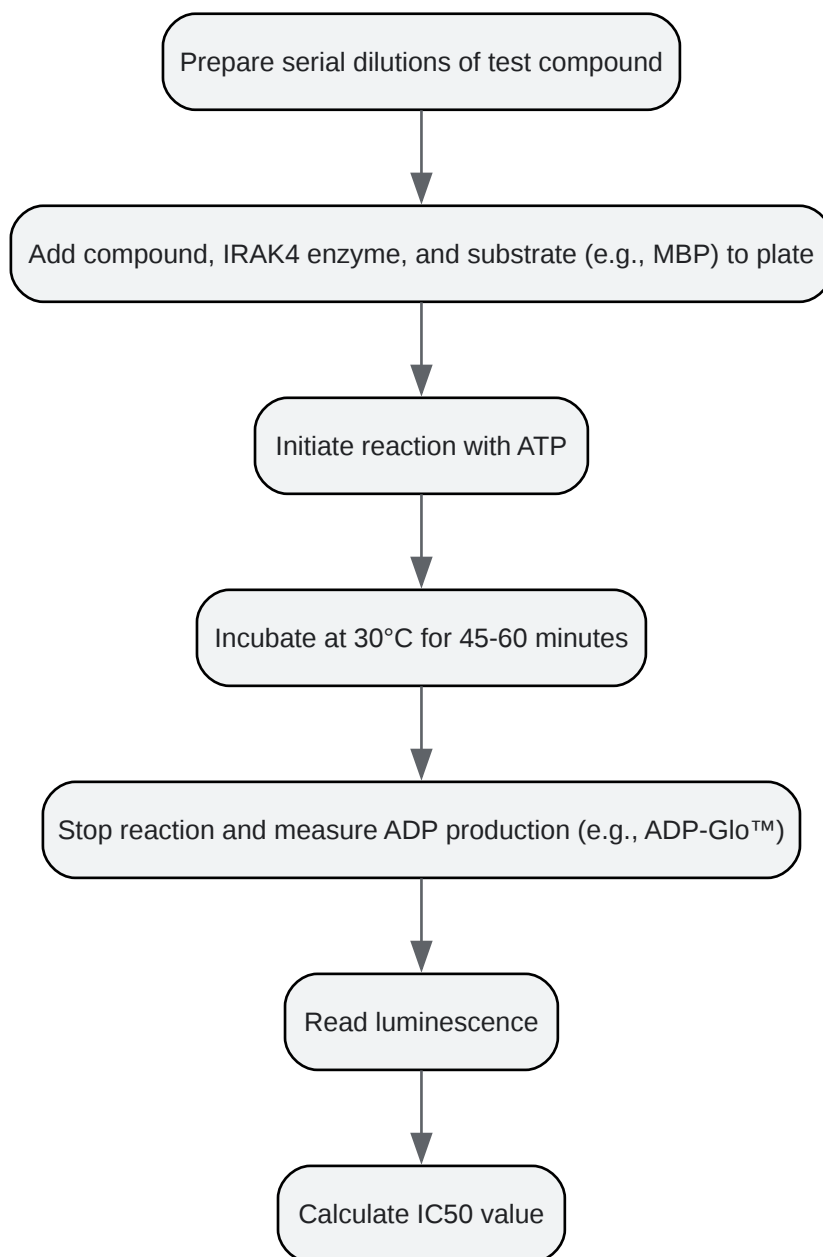 Prepare serial dilutions of test compound
Add compound, IRAK4 enzyme, and substrate (e.g., MBP) to plate
Initiate reaction with ATP
Incubate at 30°C for 45-60 minutes
Stop reaction and measure ADP production (e.g., ADP-Glo™)
Read luminescence
Calculate IC50 value